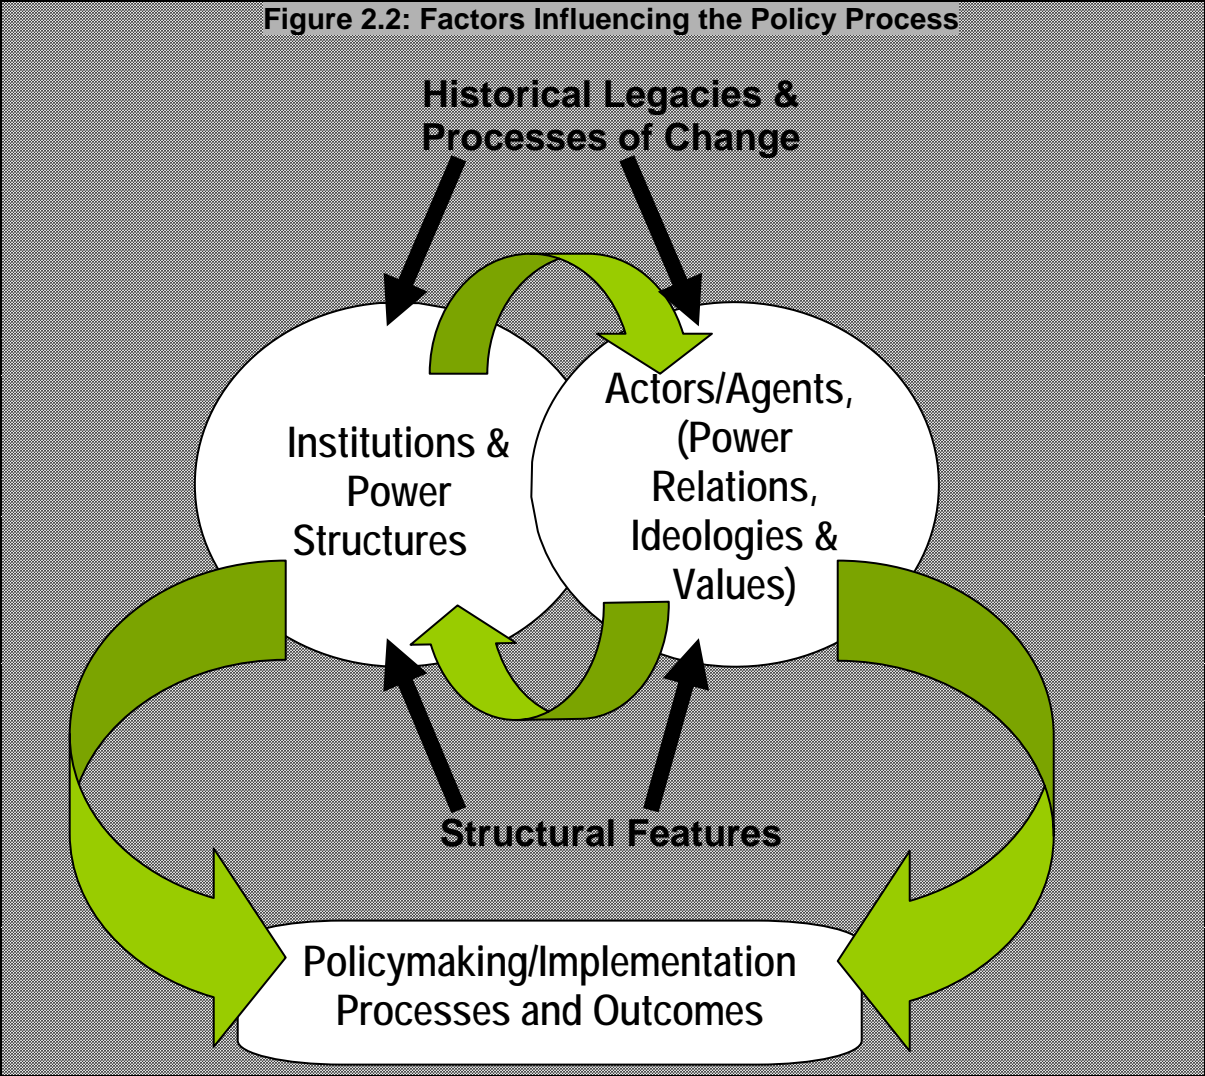 Figure 2.2: Factors Influencing the Policy Process
Historical Legacies &
Processes of Change
Institutions &
Power
Structures
Actors/Agents,
(Power
Relations,
Ideologies &
Values)
Structural Features
Policymaking/Implementation
Processes and Outcomes